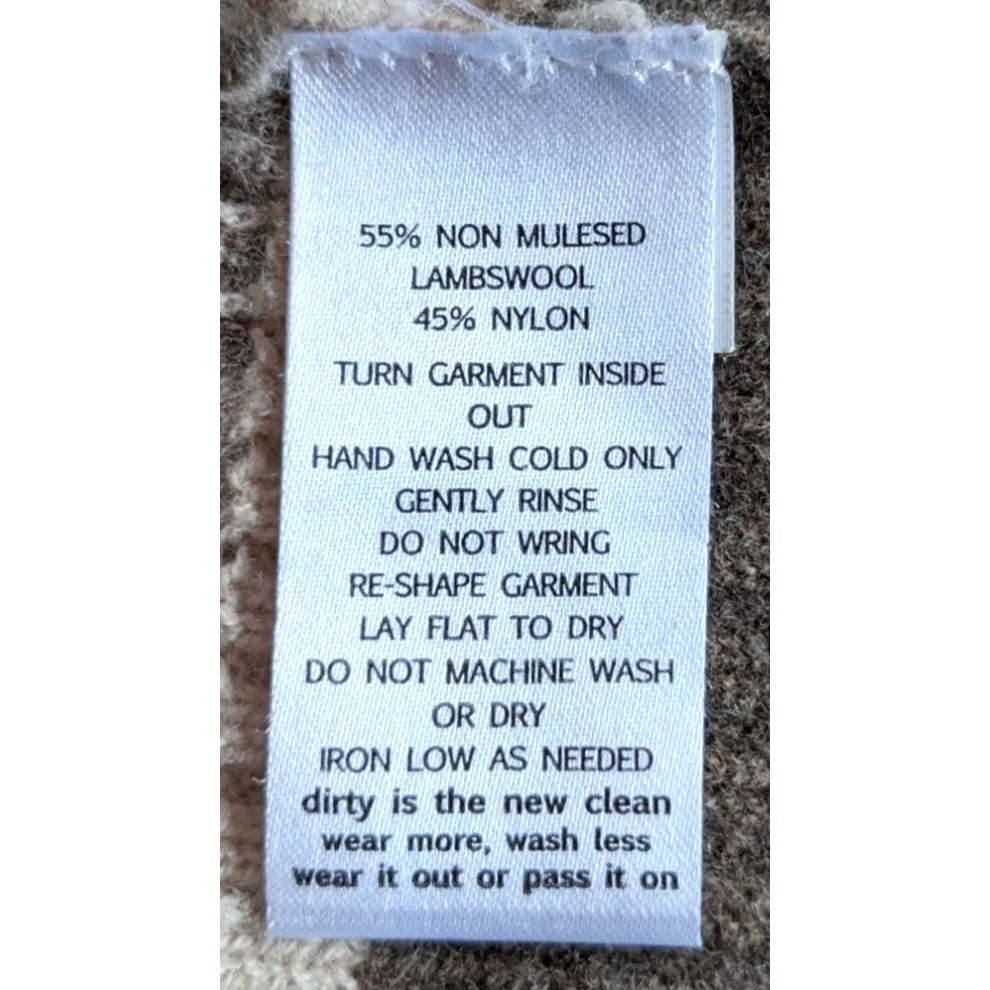 55% NON MULESED
LAMBSWOOL
45% NYLON
TURN GARMENT INSIDE
OUT
HAND WASH COLD ONLY
GENTLY RINSE
DO NOT WRING
RE-SHAPE GARMENT
LAY FLAT TO DRY
DO NOT MACHINE WASH
OR DRY
IRON LOW AS NEEDED
dirty is the new clean
wear more, wash less
wear it out or pass it on